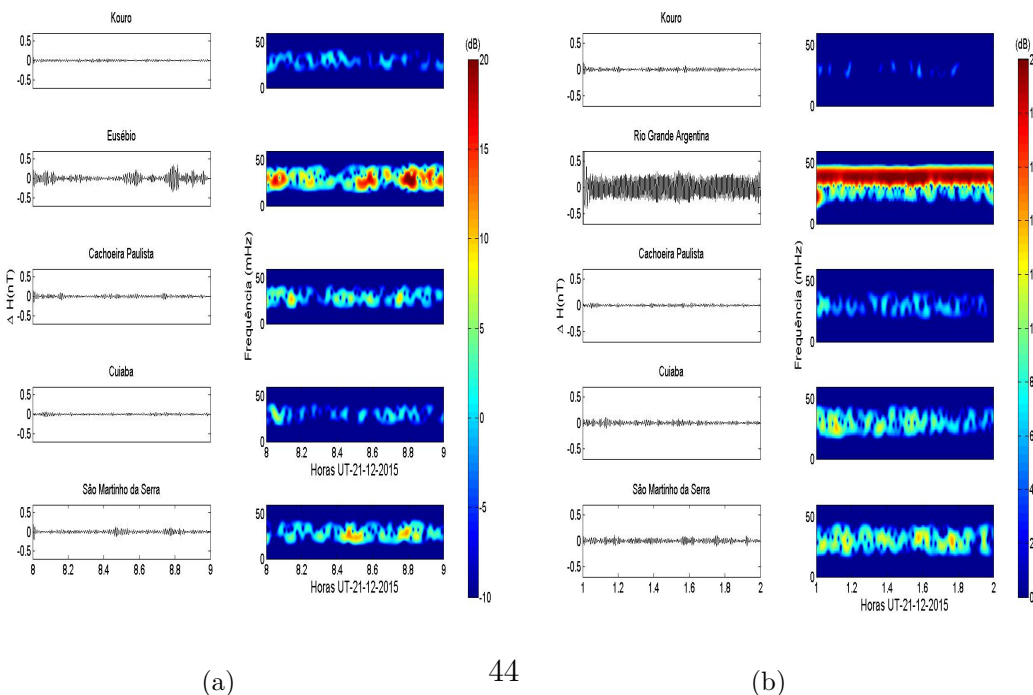 Kouro
0.5
0
-0.5
50
0
(dB)
20
15
10
5
0
-5
-10
Eusébio
0.5
0
-0.5
50
0
Cachoeira Paulista
0.5
0
-0.5
50
0
Δ H(nT)
Frequência (mHz)
Cuiaba
0.5
0
-0.5
50
0
8 8.2 8.4 8.6 8.8 9
Horas UT-21-12-2015
São Martinho da Serra
0.5
0
-0.5
8 8.2 8.4 8.6 8.8 9
50
0
8 8.2 8.4 8.6 8.8 9
Horas UT-21-12-2015
(a)
Kouro
0.5
0
-0.5
50
0
(dB)
Rio Grande Argentina
0.5
0
-0.5
50
0
Cachoeira Paulista
0.5
0
-0.5
50
0
Δ H(nT)
Frequência (mHz)
Cuiaba
0.5
0
-0.5
50
0
São Martinho da Serra
0.5
0
-0.5
1 1.2 1.4 1.6 1.8 2
50
0
1 1.2 1.4 1.6 1.8 2
Horas UT-21-12-2015
(b)
44